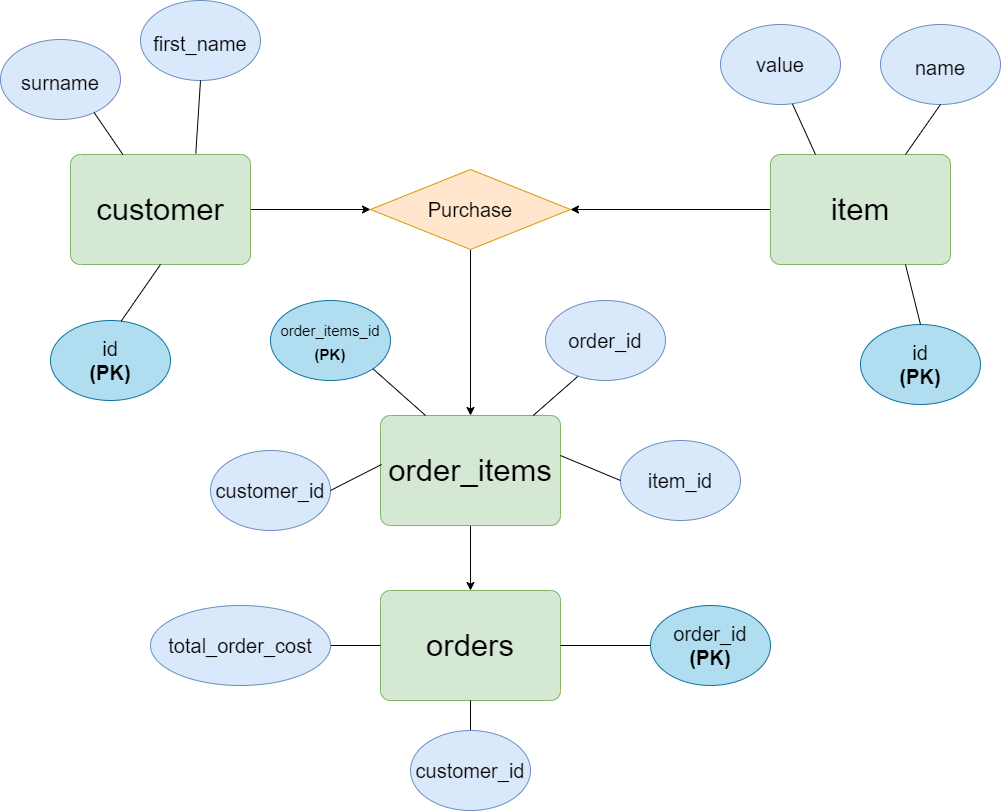 first_name
surname
value
name
customer
Purchase
item
order_items_id
(PK)
order_id
id
(PK)
id
(PK)
order_items
customer_id
item_id
total_order_cost
orders
order_id
(PK)
customer_id